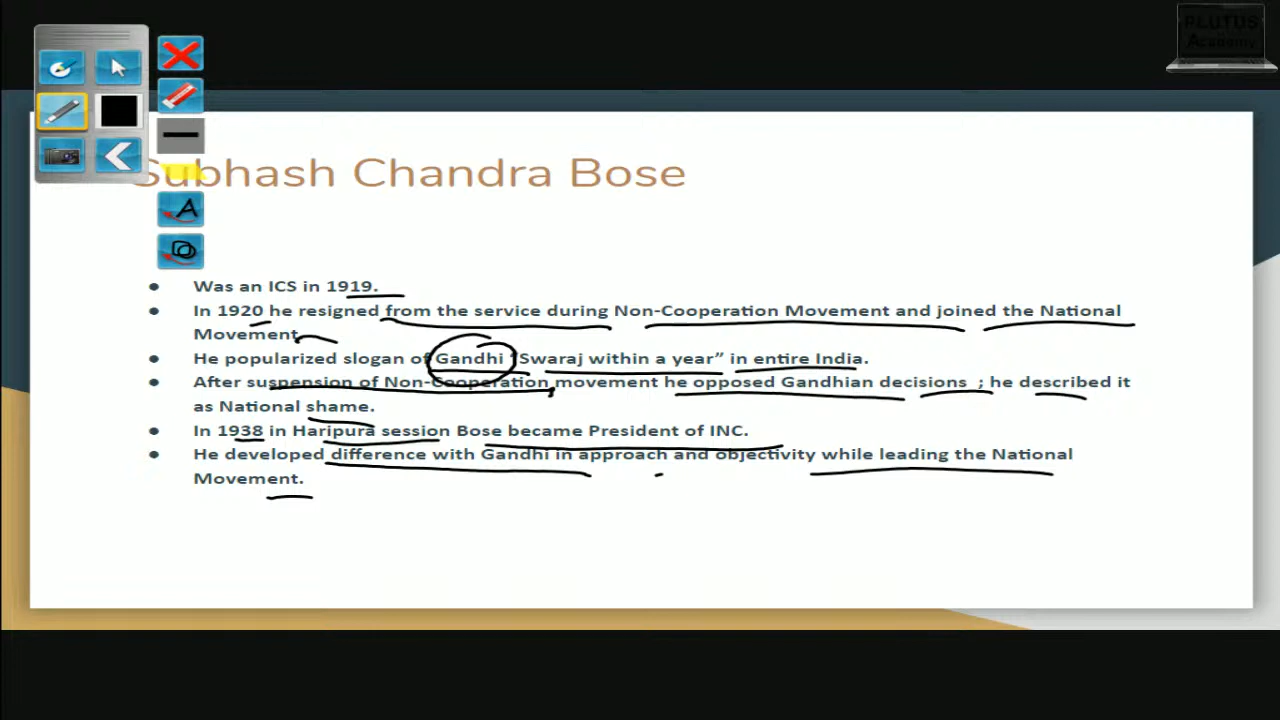 PLUTUS
Academy
Subhash Chandra Bose
A
● Was an ICS in 1919.
● In 1920 he resigned from the service during Non-Cooperation Movement and joined the National
Movement.
● He popularized slogan of Gandhi "Swaraj within a year" in entire India.
● After suspension of Non-Cooperation movement he opposed Gandhian decisions ; he described it
as National shame.
● In 1938 in Haripura session Bose became President of INC.
● He developed difference with Gandhi in approach and objectivity while leading the National
Movement.